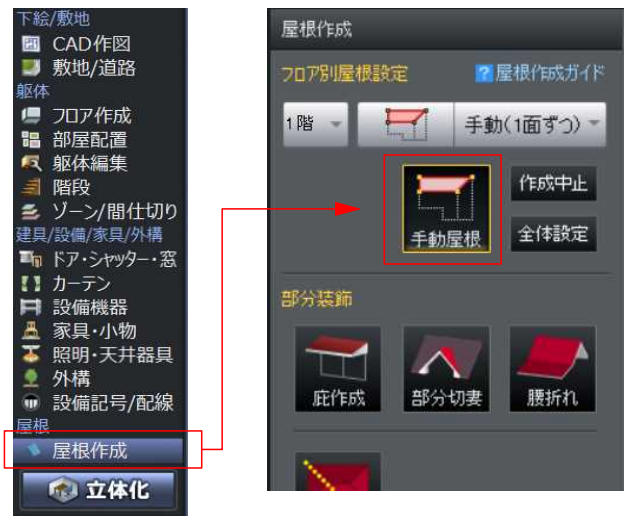 下絵/敷地
CAD作図
敷地/道路
躯体
フロア作成
部屋配置
躯体編集
階段
ゾーン/間仕切り
建具/設備/家具/外構
ドア・シャッター・窓
カーテン
設備機器
家具・小物
照明・天井器具
外構
設備記号/配線
屋根
屋根作成
立体化
屋根作成
フロア別屋根設定
?屋根作成ガイド
1階
手動(1面ずつ)
手動屋根
作成中止
全体設定
部分装飾
庇作成
部分切妻
腰折れ